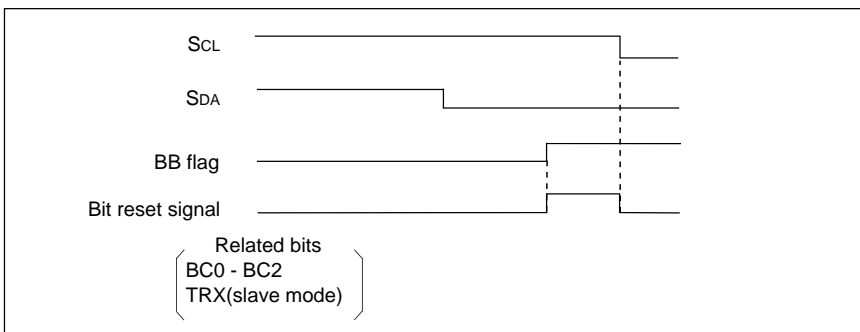 SCL
SDA
BB flag
Bit reset signal
Related bits
BC0 - BC2
TRX(slave mode)